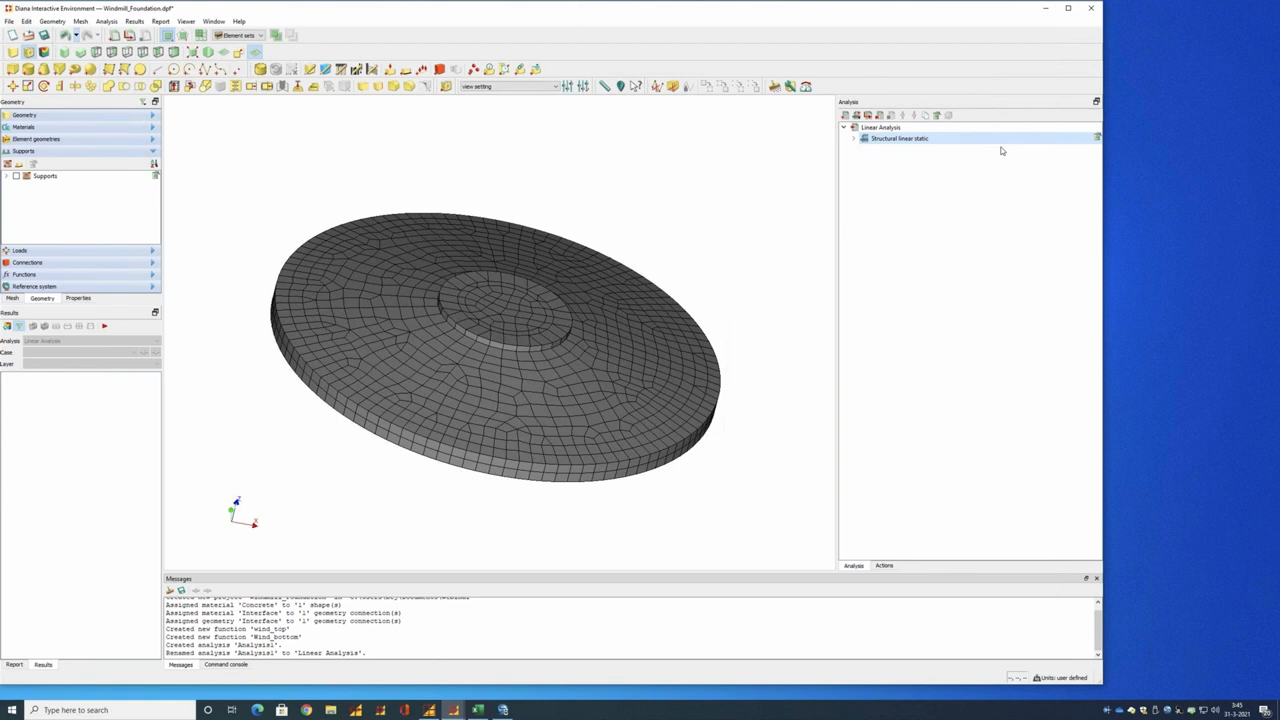 Diana Interactive Environment — Windmill_Foundation.dpf*
File Edit Geometry Mesh Analysis Results Report Viewer Window Help
Element sets
view setting
Geometry
Geometry
Materials
Element geometries
Supports
Supports
Loads
Connections
Functions
Reference system
Mesh Geometry Properties
Results
Analysis Linear Analysis
Case
Layer
Report Results
Z
X
Analysis
Linear Analysis
Structural linear static
Analysis Actions
Messages
Assigned material 'Concrete' to '1' shape(s)
Assigned material 'Interface' to '1' geometry connection(s)
Assigned geometry 'Interface' to '1' geometry connection(s)
Created new function 'wind_top'
Created new function 'Wind_bottom'
Created analysis 'Analysis1'.
Renamed analysis 'Analysis1' to 'Linear Analysis'.
Messages Command console
Units: user defined
Type here to search
3:45
31-3-2021